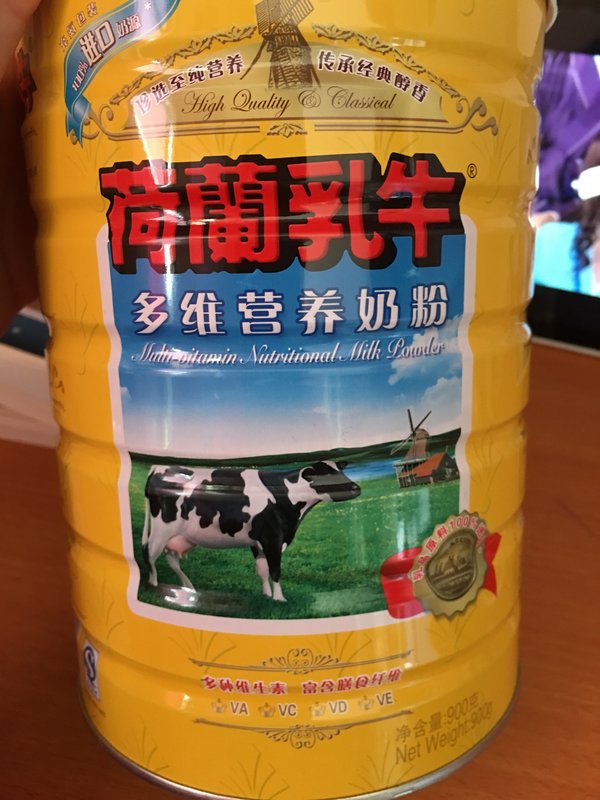 100%进口奶源*
珍选至纯营养 传承经典醇香
High Quality & Classical
荷蘭乳牛®
多维营养奶粉
Multi-vitamin Nutritional Milk Powder
多种维生素 富含膳食纤维
VA VC VD VE
净含量:900克
Net Weight:900g